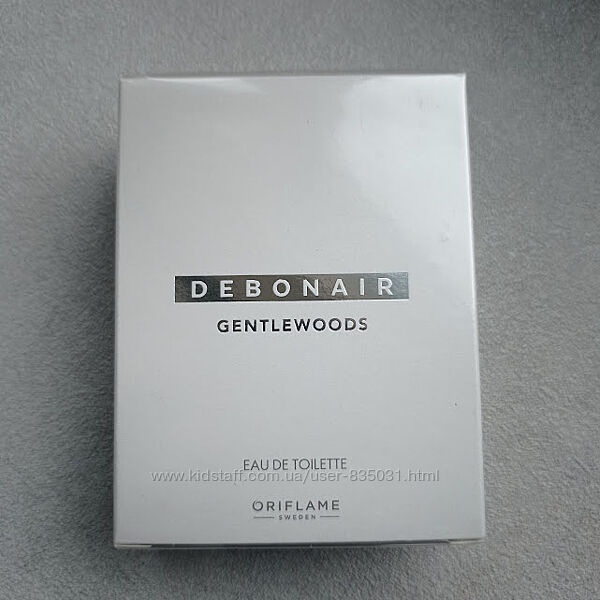 DEBONAIR
GENTLEWOODS
EAU DE TOILETTE
www.kidstaff.com.ua/user-835031.html
ORIFLAME
SWEDEN